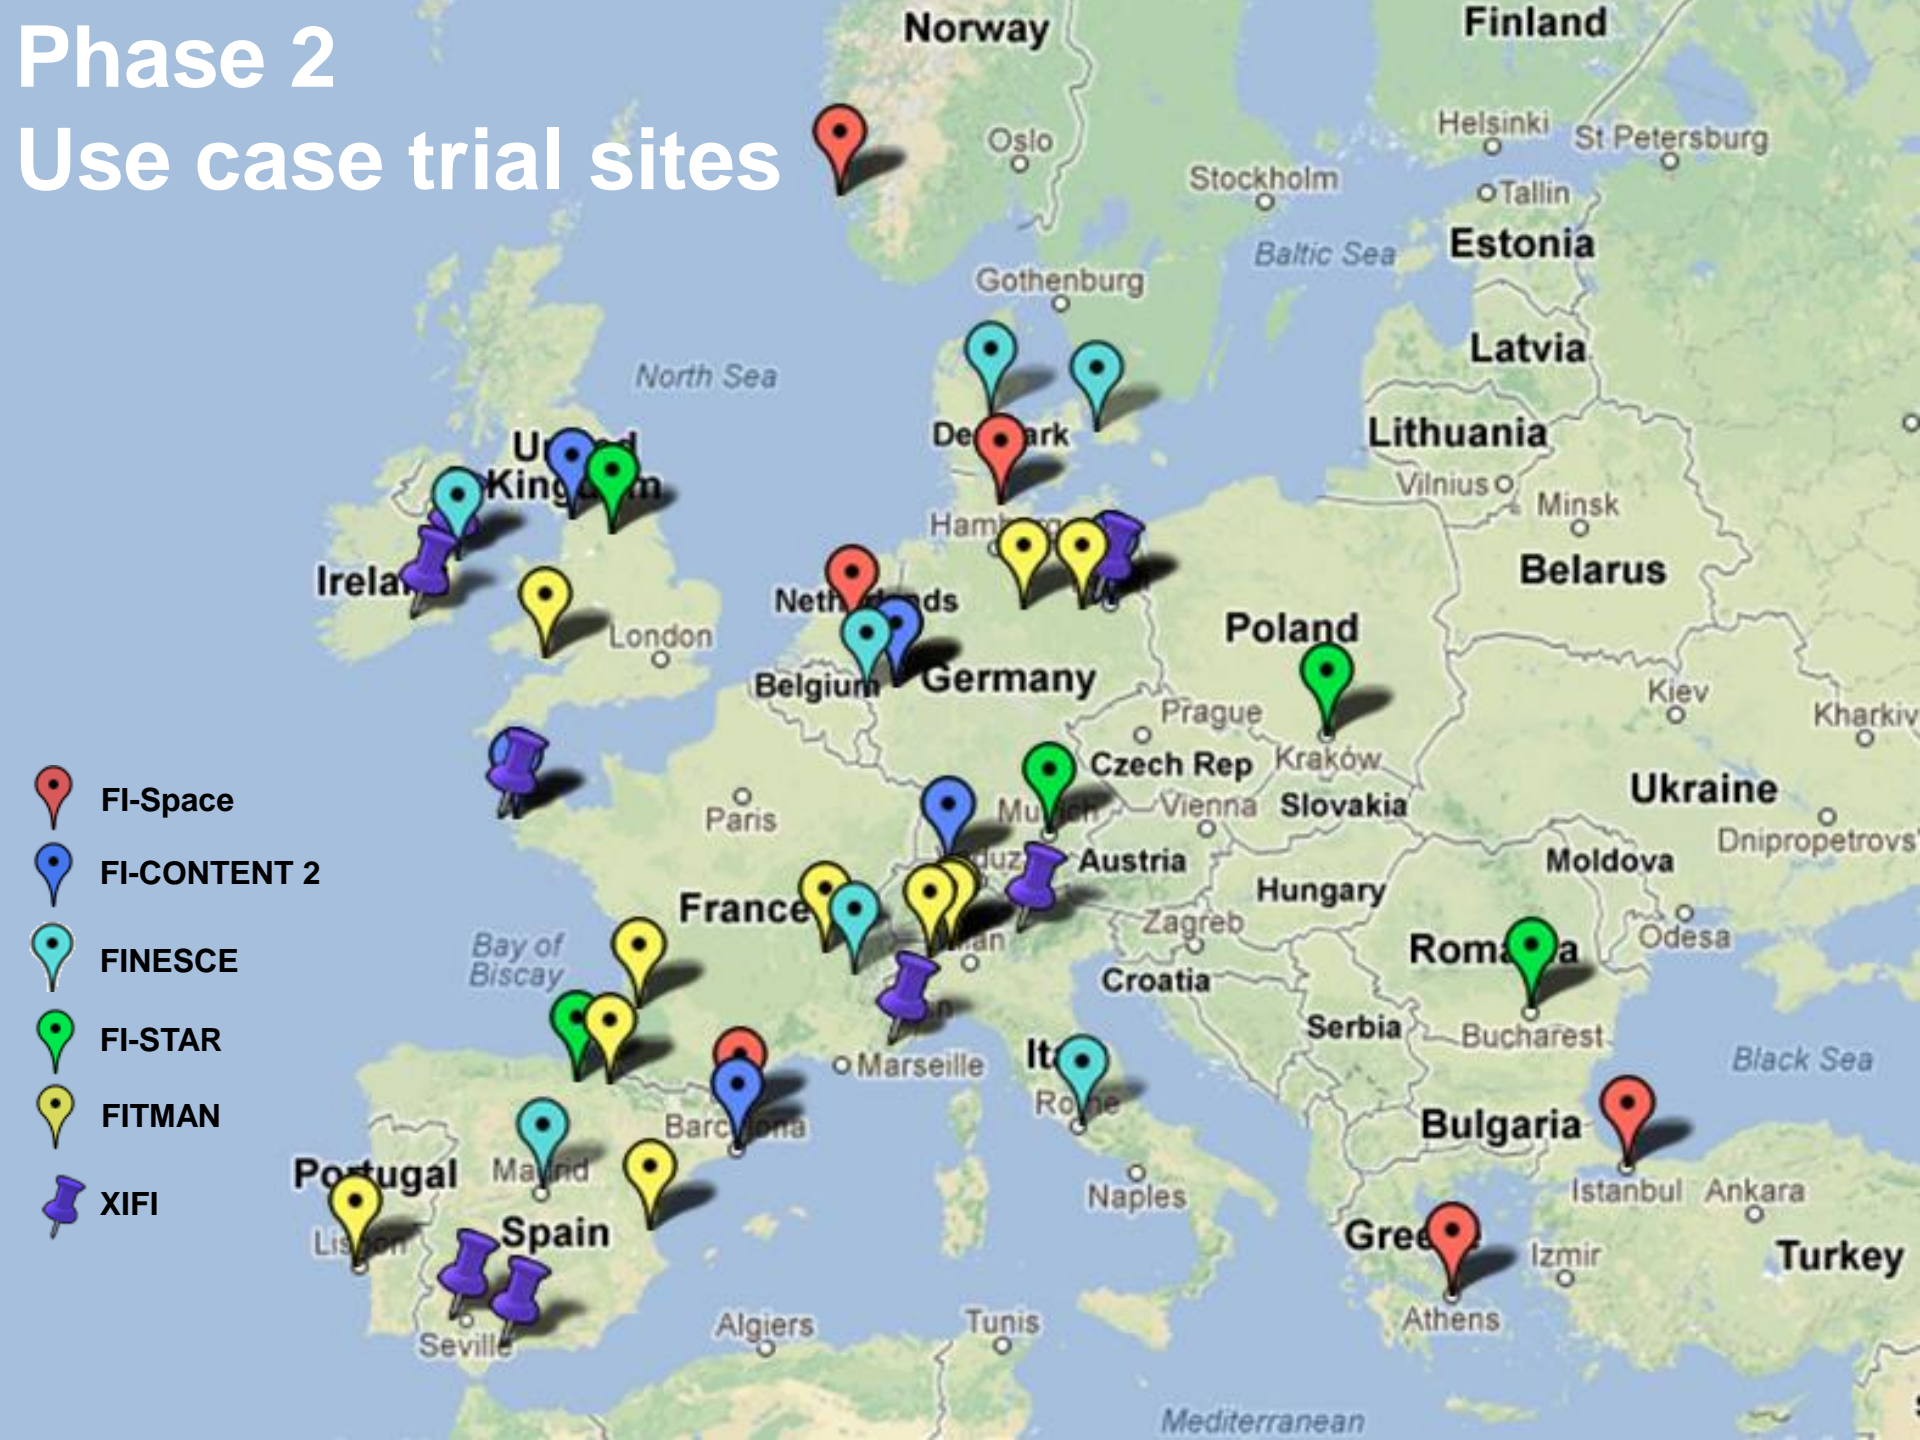 Phase 2
Use case trial sites
Norway
Finland
Helsinki
St Petersburg
Oslo
Stockholm
Tallin
Estonia
Baltic Sea
Gothenburg
Latvia
North Sea
Lithuania
Vilnius
Minsk
Belarus
London
Poland
Belgium
Germany
Kiev
Prague
Kharkiv
Kraków
Czech Rep
Ukraine
FI-Space
Paris
Vienna
Slovakia
Dnipropetrovs'
Austria
Moldova
FI-CONTENT 2
Hungary
France
Zagreb
Odesa
Bay of
Biscay
FINESCE
Croatia
Serbia
Bucharest
FI-STAR
Marseille
Black Sea
FITMAN
Bulgaria
Portugal
Istanbul
Ankara
Naples
XIFI
Spain
Izmir
Turkey
Athens
Algiers
Tunis
Seville
Mediterranean